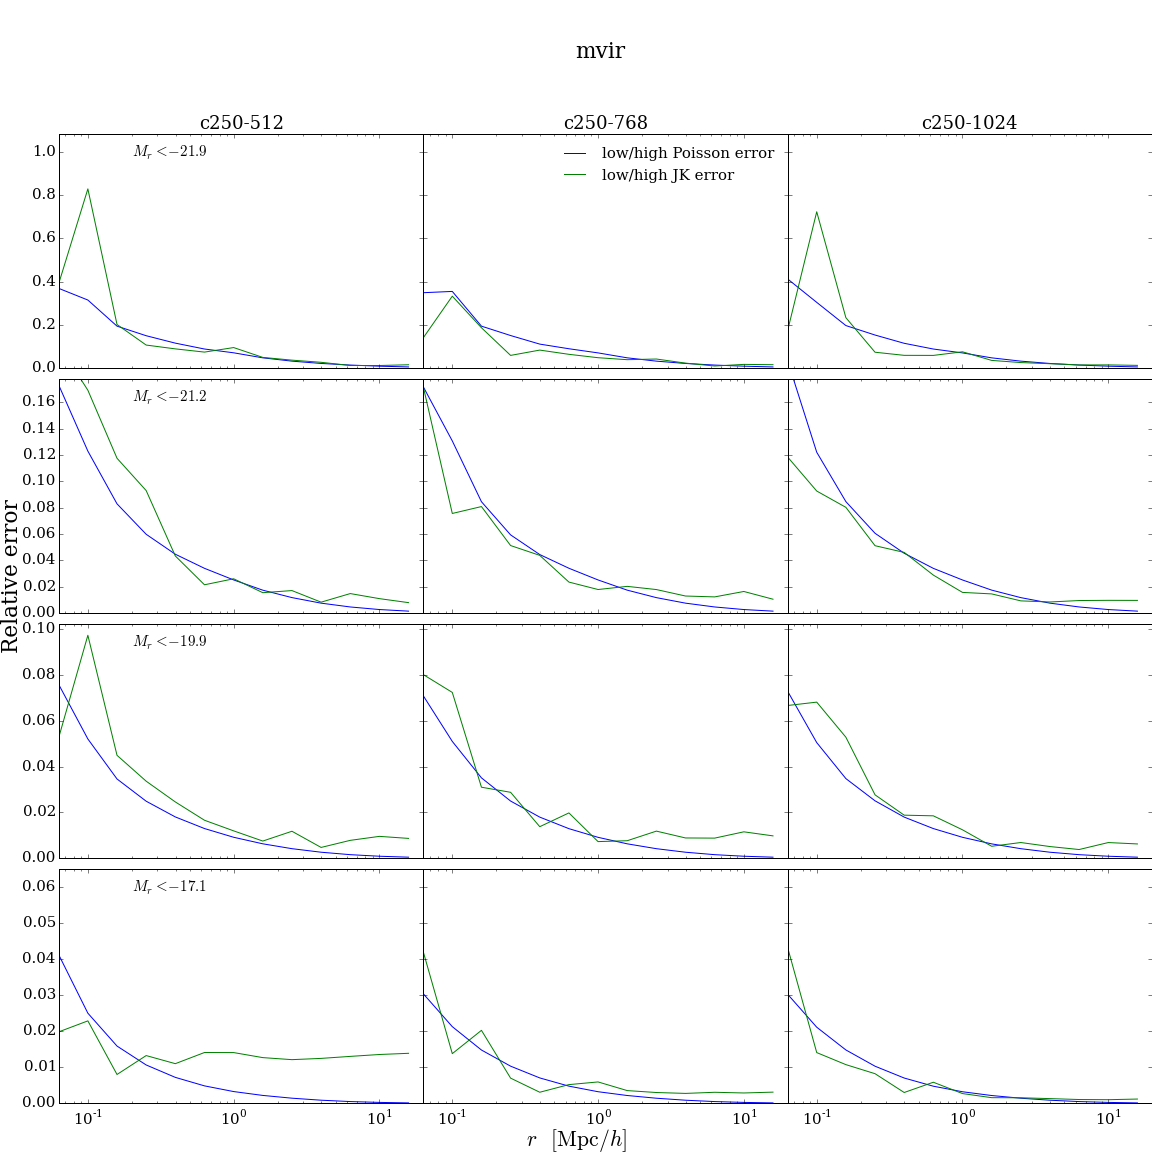 mvir
c250-512 c250-768 c250-1024
1.0
0.8
0.6
0.4
0.2
0.0
M_r <−21.9
low/high Poisson error
low/high JK error
0.16
0.14
0.12
0.10
0.08
0.06
0.04
0.02
0.00
M_r <−21.2
Relative error
0.10
0.08
0.06
0.04
0.02
0.00
M_r <−19.9
0.06
0.05
0.04
0.03
0.02
0.01
0.00
M_r <−17.1
10^-1 10^0 10^1 10^-1 10^0 10^1 10^-1 10^0 10^1
r [Mpc/h]